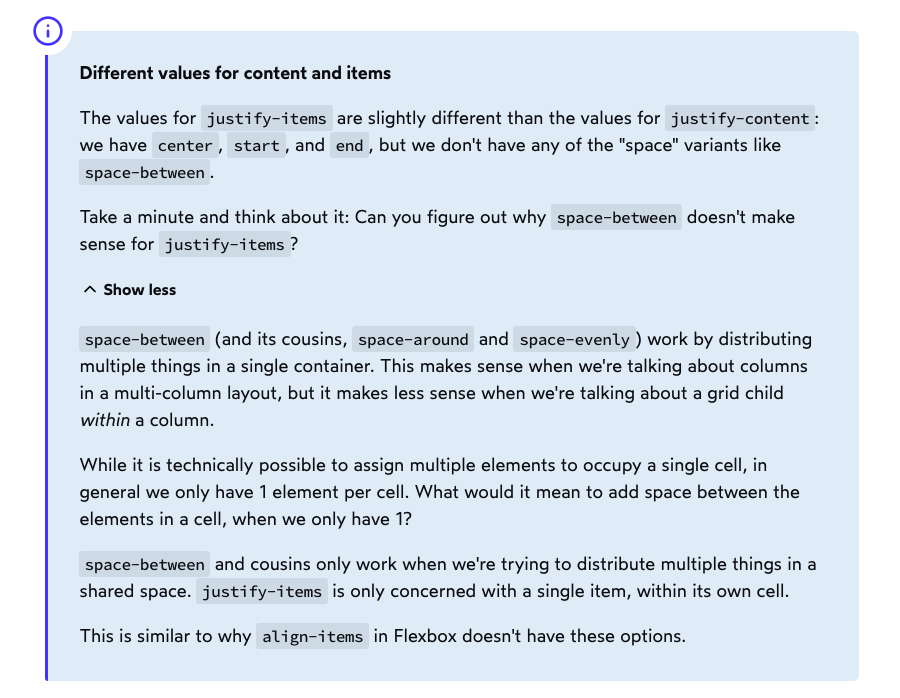 Different values for content and items
The values for justify-items are slightly different than the values for justify-content:
we have center, start, and end, but we don't have any of the "space" variants like
space-between.
Take a minute and think about it: Can you figure out why space-between doesn't make
sense for justify-items?
Show less
space-between (and its cousins, space-around and space-evenly) work by distributing
multiple things in a single container. This makes sense when we're talking about columns
in a multi-column layout, but it makes less sense when we're talking about a grid child
within a column.
While it is technically possible to assign multiple elements to occupy a single cell, in
general we only have 1 element per cell. What would it mean to add space between the
elements in a cell, when we only have 1?
space-between and cousins only work when we're trying to distribute multiple things in a
shared space. justify-items is only concerned with a single item, within its own cell.
This is similar to why align-items in Flexbox doesn't have these options.